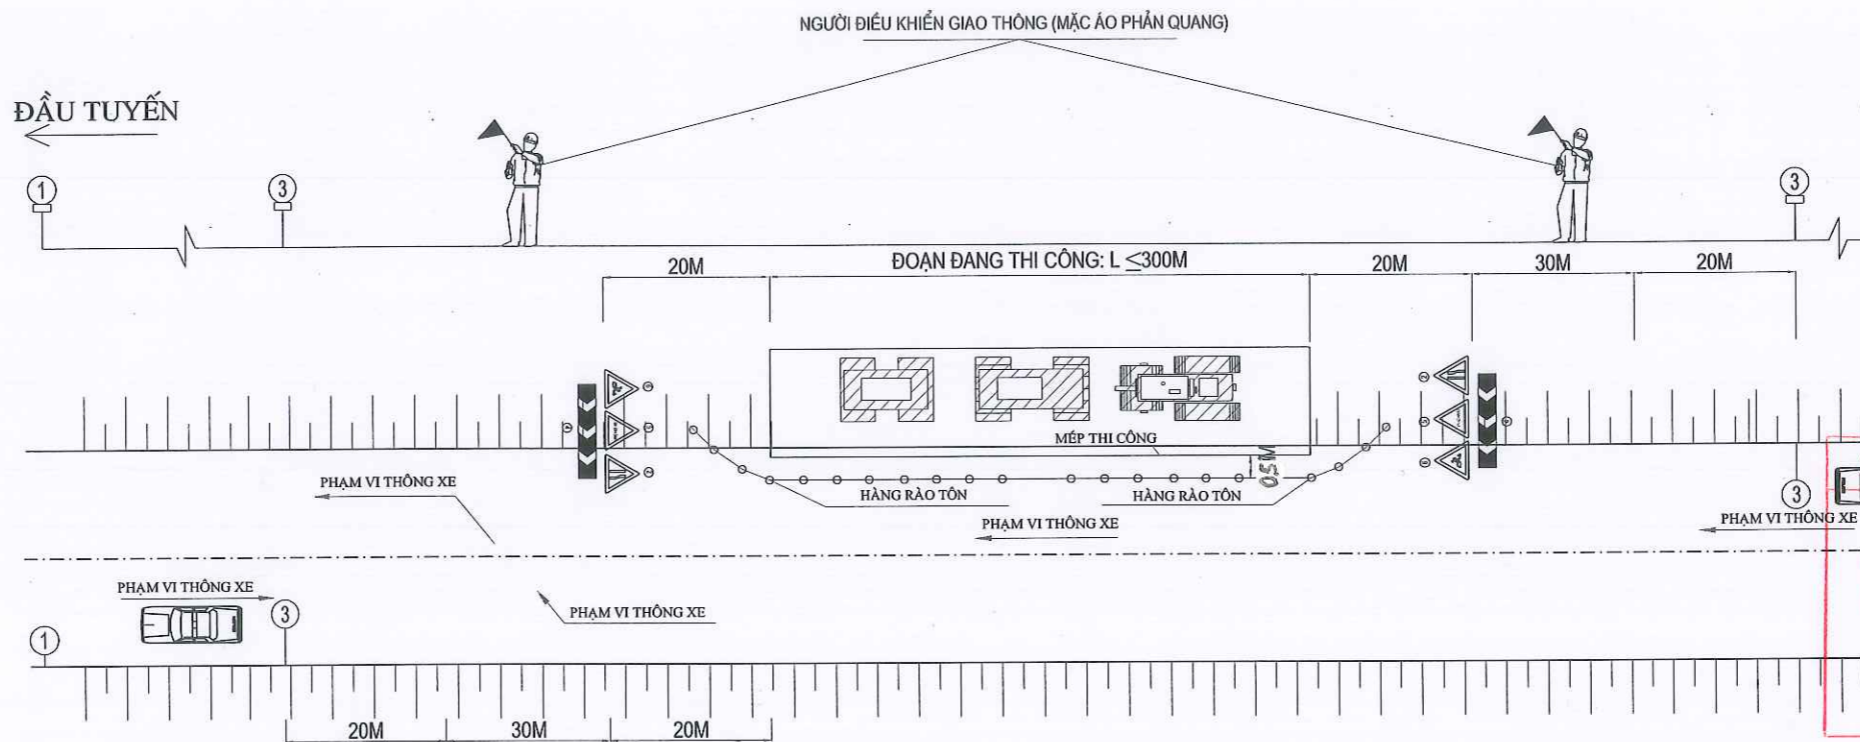 NGƯỜI ĐIỀU KHIỂN GIAO THÔNG (MẶC ÁO PHẢN QUANG)
ĐẦU TUYẾN
1
3
3
20M
ĐOẠN ĐANG THI CÔNG: L ≤300M
20M
30M
20M
MÉP THI CÔNG
0.5M
HÀNG RÀO TÔN
HÀNG RÀO TÔN
PHẠM VI THÔNG XE
PHẠM VI THÔNG XE
3
PHẠM VI THÔNG XE
PHẠM VI THÔNG XE
3
PHẠM VI THÔNG XE
1
20M
30M
20M